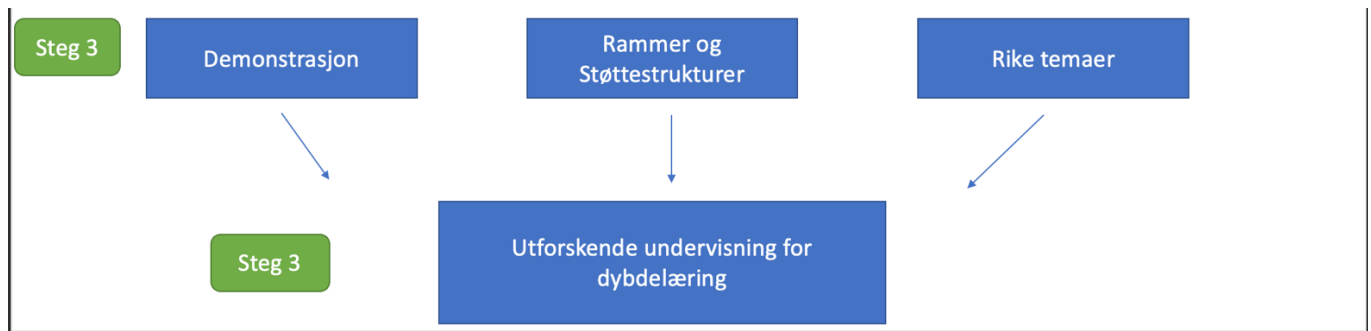 Steg 3
Demonstrasjon
Rammer og
Støttestrukturer
Rike temaer
Steg 3
Utforskende undervisning for
dybdelæring